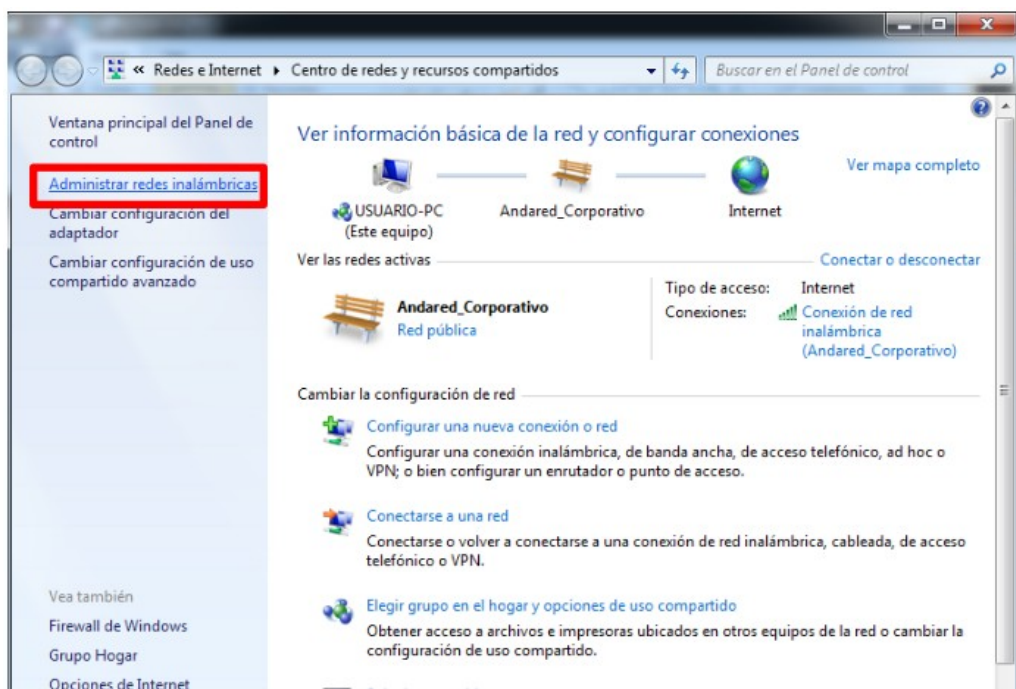 « Redes e Internet ▸ Centro de redes y recursos compartidos
Buscar en el Panel de control
Ventana principal del Panel de
control
Administrar redes inalámbricas
Cambiar configuración del
adaptador
Cambiar configuración de uso
compartido avanzado
Vea también
Firewall de Windows
Grupo Hogar
Opciones de Internet
Ver información básica de la red y configurar conexiones
Ver mapa completo
USUARIO-PC
(Este equipo)
Andared_Corporativo
Internet
Ver las redes activas
Conectar o desconectar
Andared_Corporativo
Red pública
Tipo de acceso: Internet
Conexiones: Conexión de red
inalámbrica
(Andared_Corporativo)
Cambiar la configuración de red
Configurar una nueva conexión o red
Configurar una conexión inalámbrica, de banda ancha, de acceso telefónico, ad hoc o
VPN; o bien configurar un enrutador o punto de acceso.
Conectarse a una red
Conectarse o volver a conectarse a una conexión de red inalámbrica, cableada, de acceso
telefónico o VPN.
Elegir grupo en el hogar y opciones de uso compartido
Obtener acceso a archivos e impresoras ubicados en otros equipos de la red o cambiar la
configuración de uso compartido.